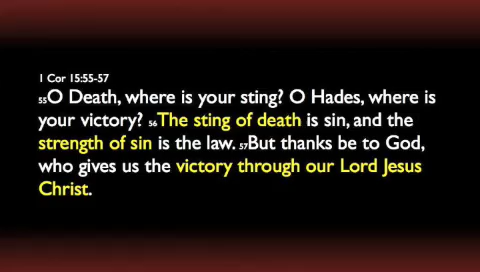 1 Cor 15:55-57
55O Death, where is your sting? O Hades, where is
your victory? 56The sting of death is sin, and the
strength of sin is the law. 57But thanks be to God,
who gives us the victory through our Lord Jesus
Christ.